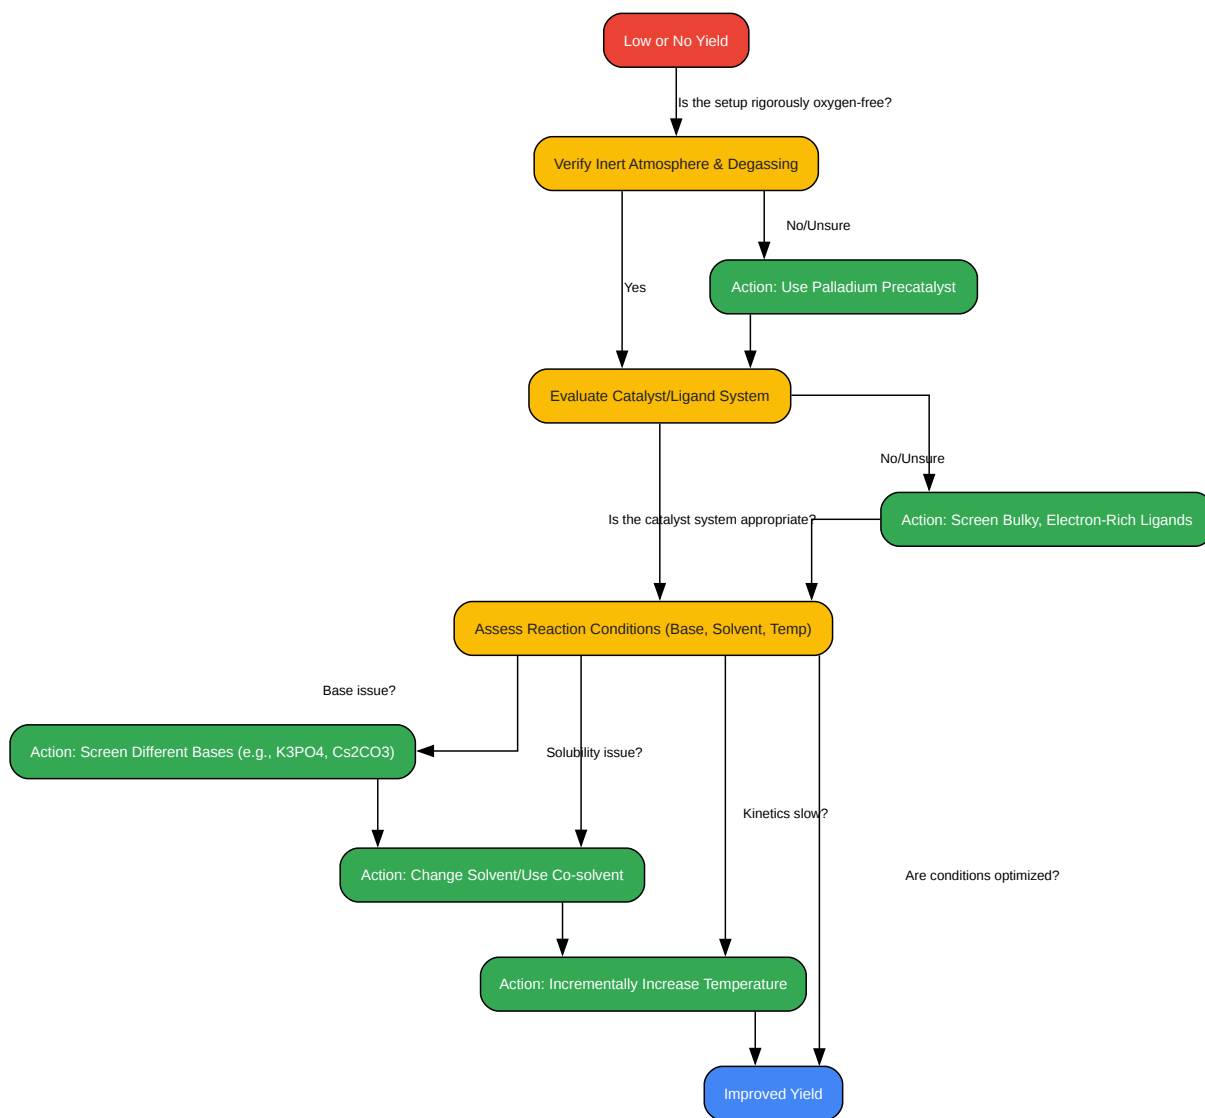 Low or No Yield
Is the setup rigorously oxygen-free?
Verify Inert Atmosphere & Degassing
No/Unsure
Yes
Action: Use Palladium Precatalyst
Evaluate Catalyst/Ligand System
No/Unsure
Is the catalyst system appropriate?
Action: Screen Bulky, Electron-Rich Ligands
Assess Reaction Conditions (Base, Solvent, Temp)
Base issue?
Action: Screen Different Bases (e.g., K3PO4, Cs2CO3)
Solubility issue?
Kinetics slow?
Action: Change Solvent/Use Co-solvent
Are conditions optimized?
Action: Incrementally Increase Temperature
Improved Yield